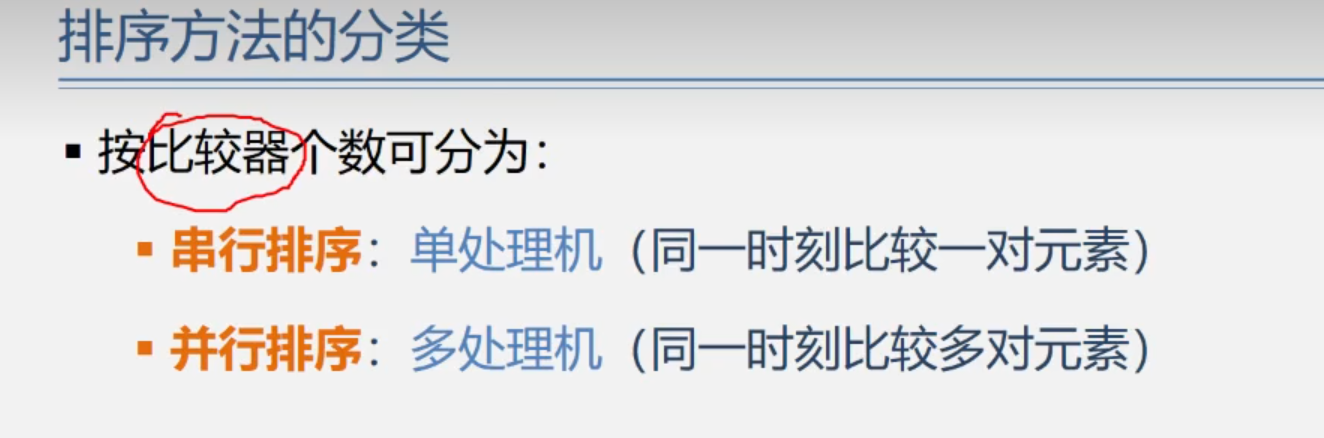 排序方法的分类
▪ 按比较器个数可分为：
▪ 串行排序：单处理机（同一时刻比较一对元素）
▪ 并行排序：多处理机（同一时刻比较多对元素）